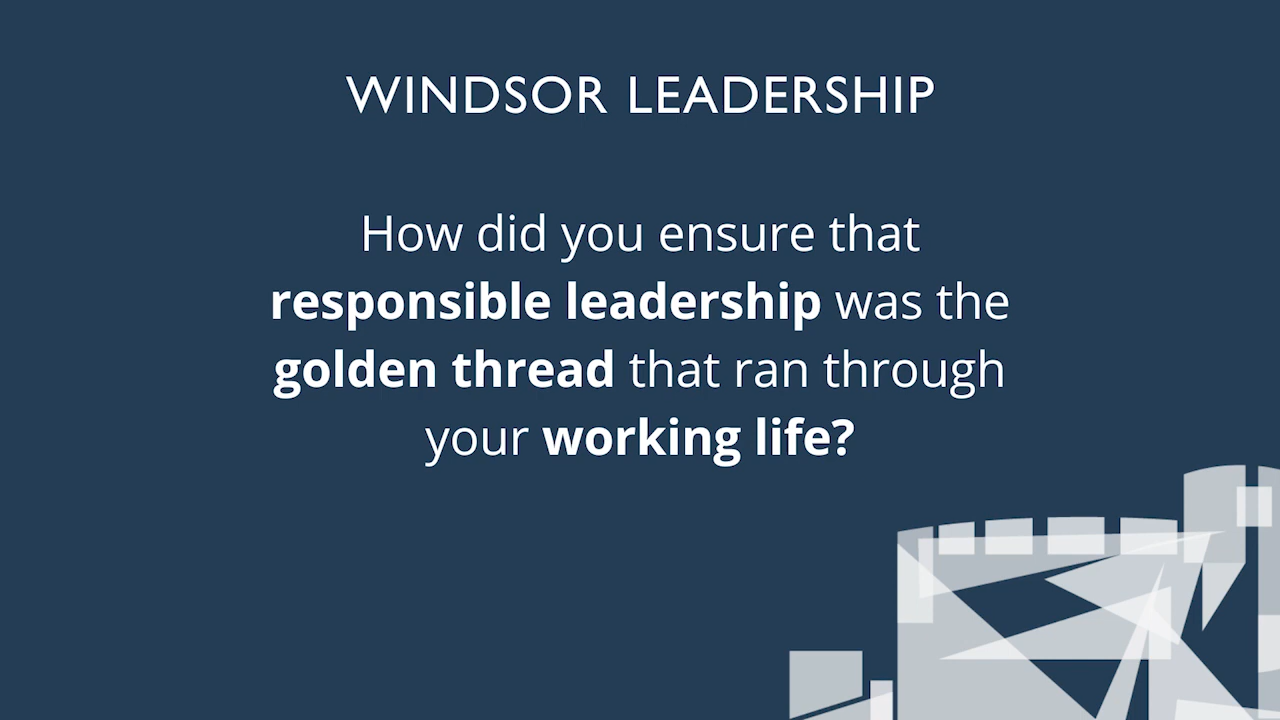 WINDSOR LEADERSHIP
How did you ensure that
responsible leadership was the
golden thread that ran through
your working life?